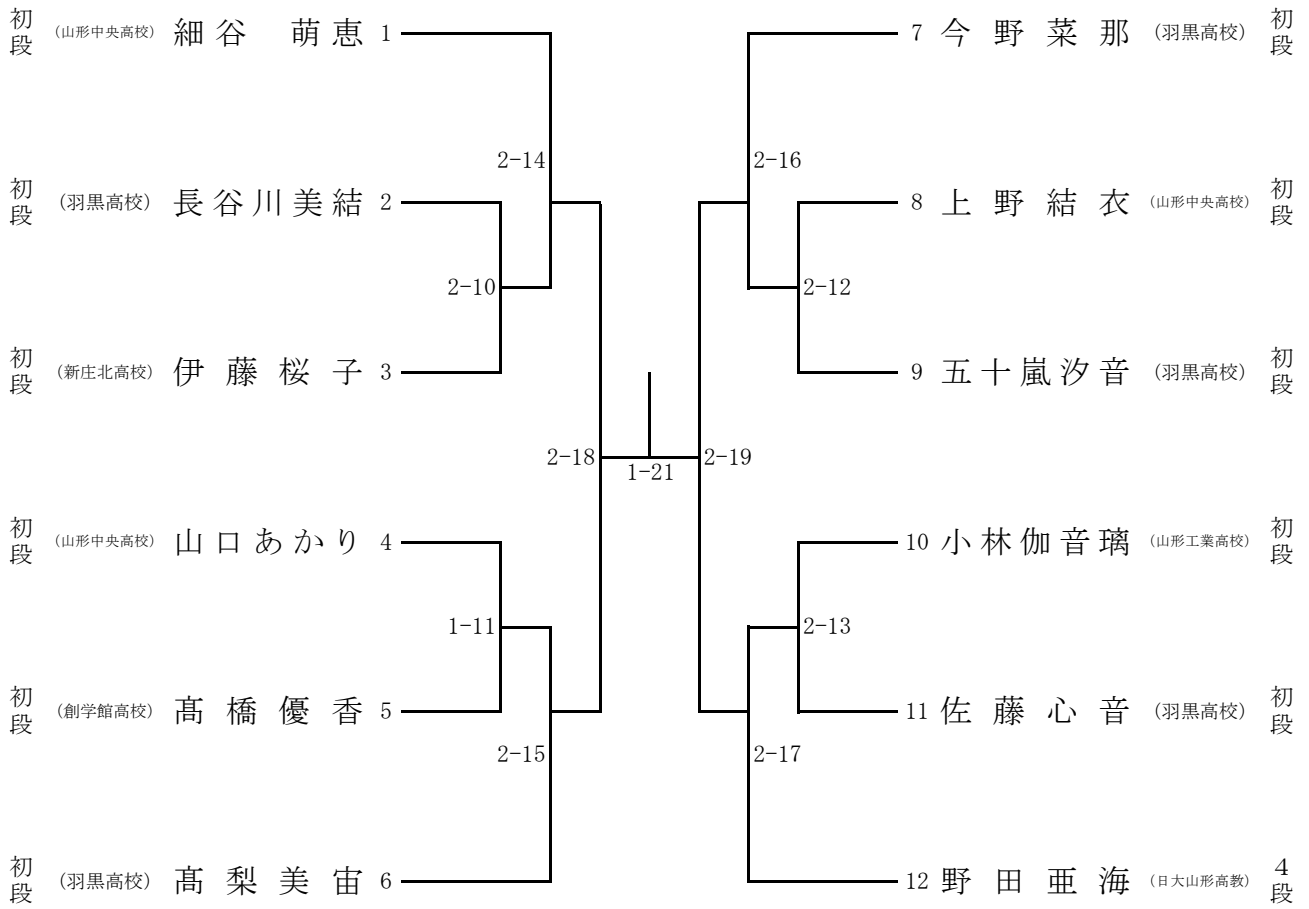 初段 (山形中央高校) 細谷 萌恵 1
2-14
初段 (羽黒高校) 長谷川美結 2
2-10
初段 (新庄北高校) 伊藤桜子 3
2-18
初段 (山形中央高校) 山口あかり 4
1-11
初段 (創学館高校) 髙橋優香 5
2-15
初段 (羽黒高校) 髙梨美宙 6
1-21
7 今野菜那 (羽黒高校) 初段
2-16
8 上野結衣 (山形中央高校) 初段
2-12
9 五十嵐汐音 (羽黒高校) 初段
2-19
10 小林伽音璃 (山形工業高校) 初段
2-13
11 佐藤心音 (羽黒高校) 初段
2-17
12 野田亜海 (日大山形高教) 4段